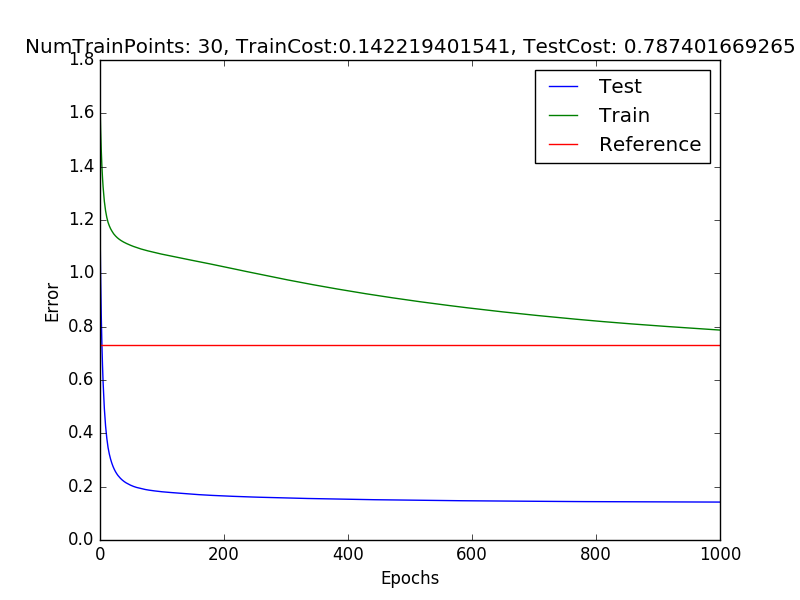 NumTrainPoints: 30, TrainCost:0.142219401541, TestCost: 0.787401669265
1.8
1.6
1.4
1.2
1.0
0.8
0.6
0.4
0.2
0.0
Error
Test
Train
Reference
0 200 400 600 800 1000
Epochs